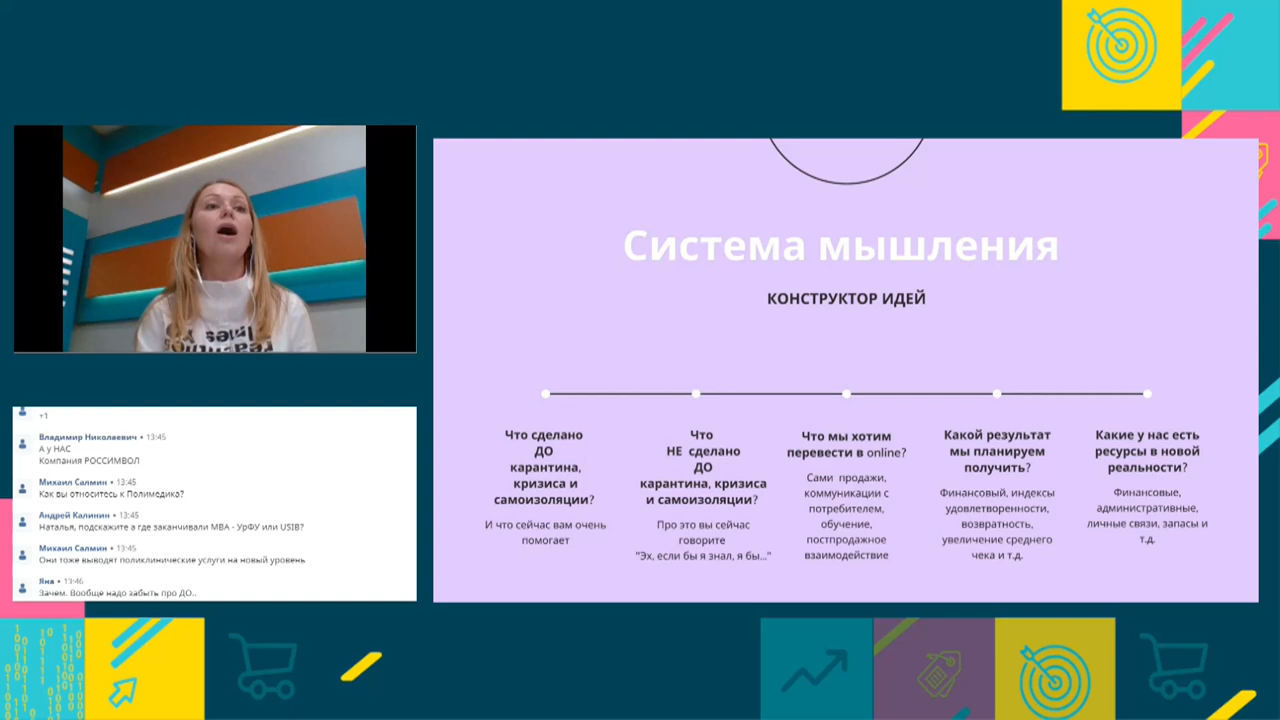 Система мышления
КОНСТРУКТОР ИДЕЙ
Что сделано
ДО
карантина,
кризиса и
самоизоляции?
И что сейчас вам очень
помогает
Что
НЕ сделано
ДО
карантина, кризиса
и самоизоляции?
Про это вы сейчас
говорите
"Эх, если бы я знал, я бы..."
Что мы хотим
перевести в online?
Сами продажи,
коммуникации с
потребителем,
обучение,
постпродажное
взаимодействие
Какой результат
мы планируем
получить?
Финансовый, индексы
удовлетворенности,
возвратность,
увеличение среднего
чека и т.д.
Какие у нас есть
ресурсы в новой
реальности?
Финансовые,
административные,
личные связи, запасы и
т.д.
Владимир Николаевич • 13:45
А у НАС
Компания РОССИМВОЛ
Михаил Салмин • 13:45
Как вы относитесь к Полимедика?
Андрей Калинин • 13:45
Наталья, подскажите а где заканчивали МВА - УрФУ или USIB?
Михаил Салмин • 13:45
Они тоже выводят поликлинические услуги на новый уровень
Яна • 13:46
Зачем. Вообще надо забыть про ДО..